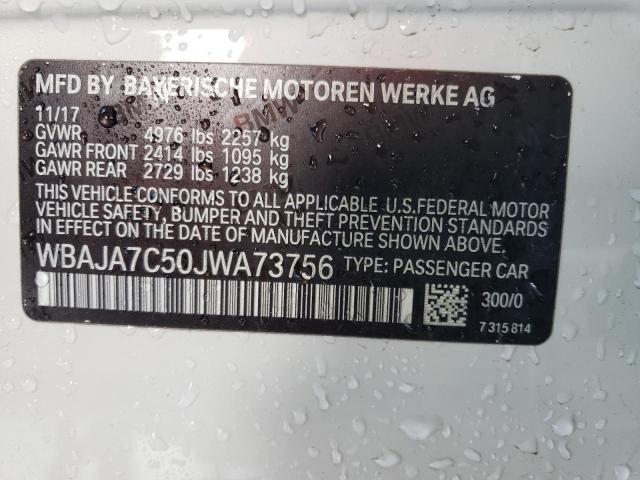 MFD BY BAYERISCHE MOTOREN WERKE AG
11/17
GVWR 4976 lbs 2257 kg
GAWR FRONT 2414 lbs 1095 kg
GAWR REAR 2729 lbs 1238 kg
THIS VEHICLE CONFORMS TO ALL APPLICABLE U.S.FEDERAL MOTOR
VEHICLE SAFETY, BUMPER AND THEFT PREVENTION STANDARDS
IN EFFECT ON THE DATE OF MANUFACTURE SHOWN ABOVE.
WBAJA7C50JWA73756 TYPE: PASSENGER CAR
300/0
7 315 814